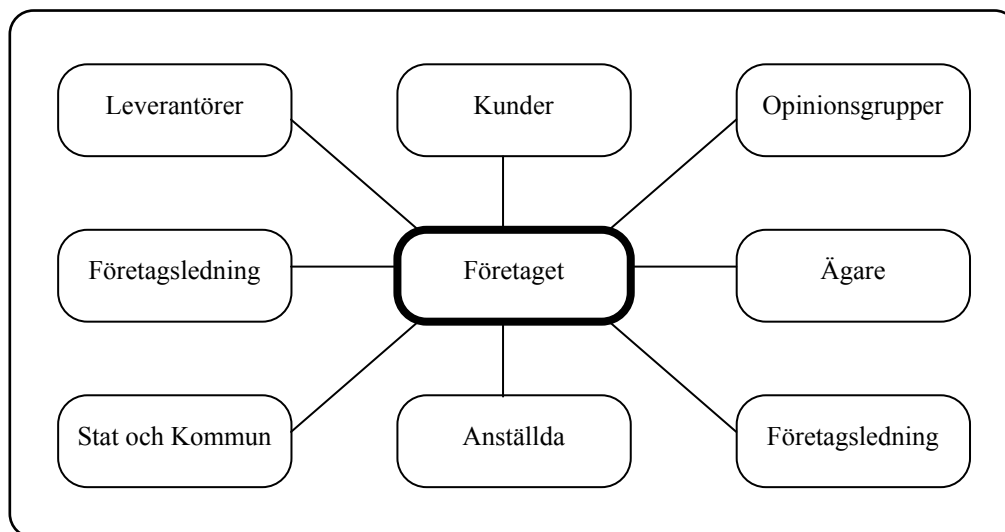 Leverantörer
Kunder
Opinionsgrupper
Företagsledning
Företaget
Ägare
Stat och Kommun
Anställda
Företagsledning